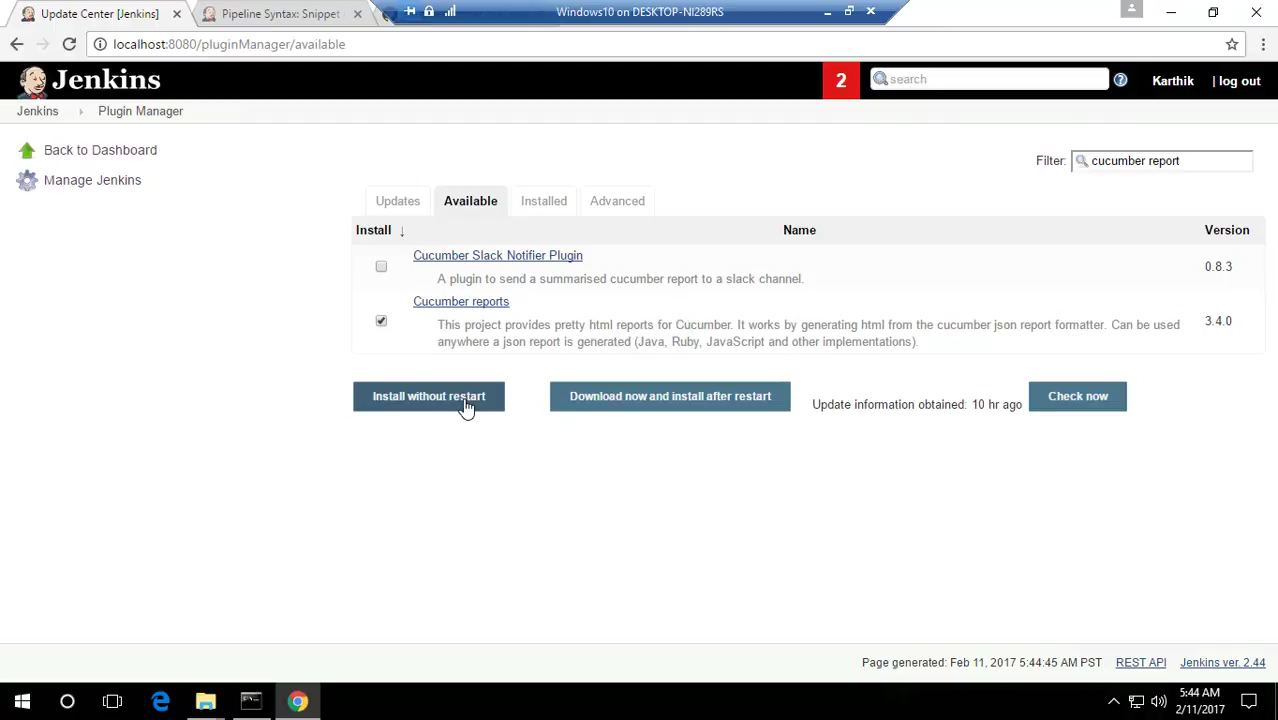 Update Center [Jenkins]
Pipeline Syntax: Snippet
Windows10 on DESKTOP-NI289RS
localhost:8080/pluginManager/available
Jenkins
2
search
Karthik
| log out
Jenkins
Plugin Manager
Back to Dashboard
Manage Jenkins
Filter:
cucumber report
Updates
Available
Installed
Advanced
Install ↓
Name
Version
Cucumber Slack Notifier Plugin
A plugin to send a summarised cucumber report to a slack channel.
0.8.3
Cucumber reports
This project provides pretty html reports for Cucumber. It works by generating html from the cucumber json report formatter. Can be used
anywhere a json report is generated (Java, Ruby, JavaScript and other implementations).
3.4.0
Install without restart
Download now and install after restart
Update information obtained: 10 hr ago
Check now
Page generated: Feb 11, 2017 5:44:45 AM PST
REST API
Jenkins ver. 2.44
5:44 AM
2/11/2017